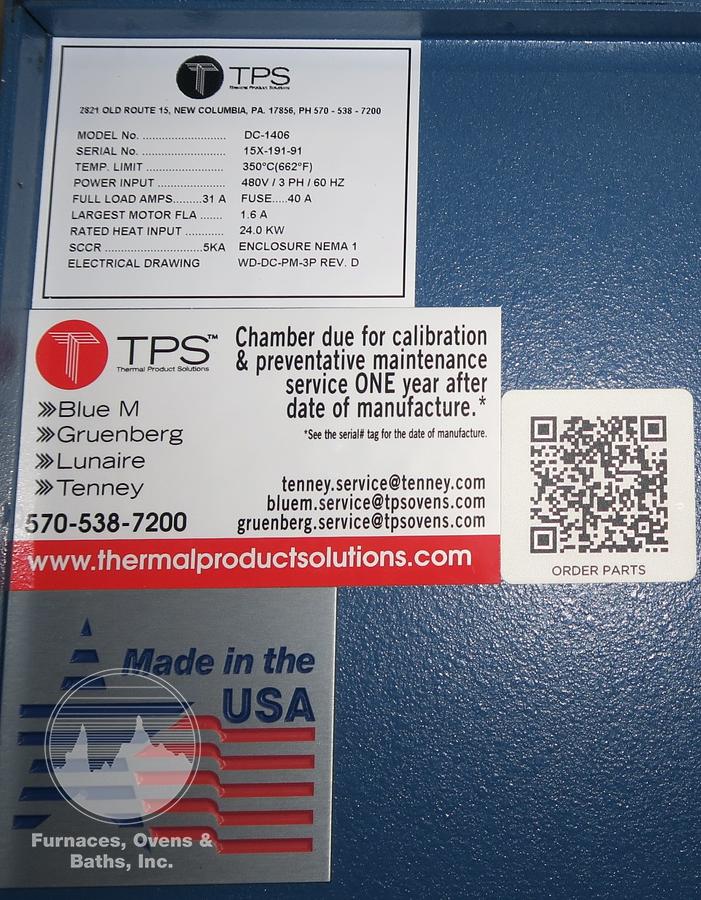 TPS
Thermal Product Solutions
2821 OLD ROUTE 15, NEW COLUMBIA, PA. 17856, PH 570 - 538 - 7200
MODEL No. .......................... DC-1406
SERIAL No. .......................... 15X-191-91
TEMP. LIMIT ........................ 350°C(662°F)
POWER INPUT ..................... 480V / 3 PH / 60 HZ
FULL LOAD AMPS.........31 A FUSE.....40 A
LARGEST MOTOR FLA ....... 1.6 A
RATED HEAT INPUT ............ 24.0 KW
SCCR ..............................5KA ENCLOSURE NEMA 1
ELECTRICAL DRAWING WD-DC-PM-3P REV. D
TPS™
Thermal Product Solutions
Blue M
Gruenberg
Lunaire
Tenney
570-538-7200
Chamber due for calibration
& preventative maintenance
service ONE year after
date of manufacture.*
*See the serial# tag for the date of manufacture.
tenney.service@tenney.com
bluem.service@tpsovens.com
gruenberg.service@tpsovens.com
www.thermalproductsolutions.com
ORDER PARTS
Made in the
USA
Furnaces, Ovens &
Baths, Inc.